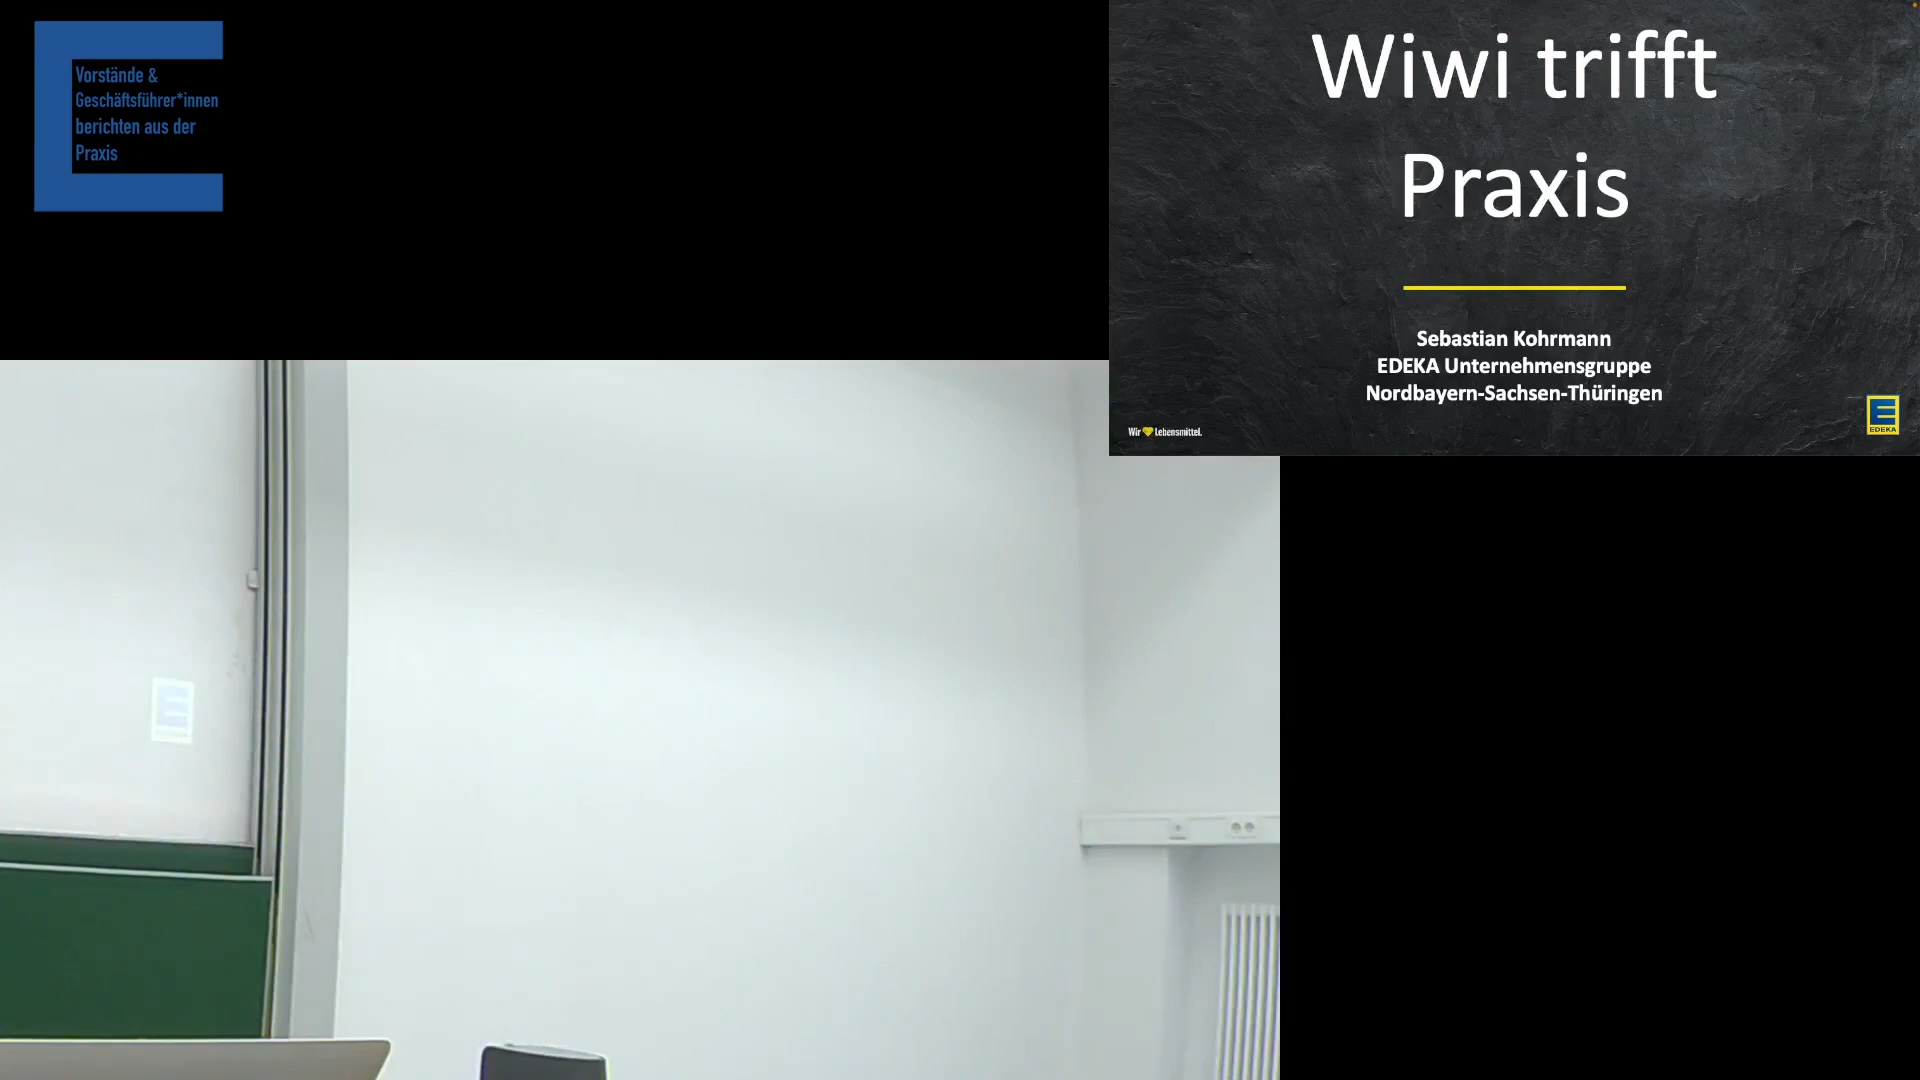 Vorstände &
Geschäftsführer*innen
berichten aus der
Praxis
Wiwi trifft
Praxis
Sebastian Kohrmann
EDEKA Unternehmensgruppe
Nordbayern-Sachsen-Thüringen
Wir Lebensmittel.
EDEKA